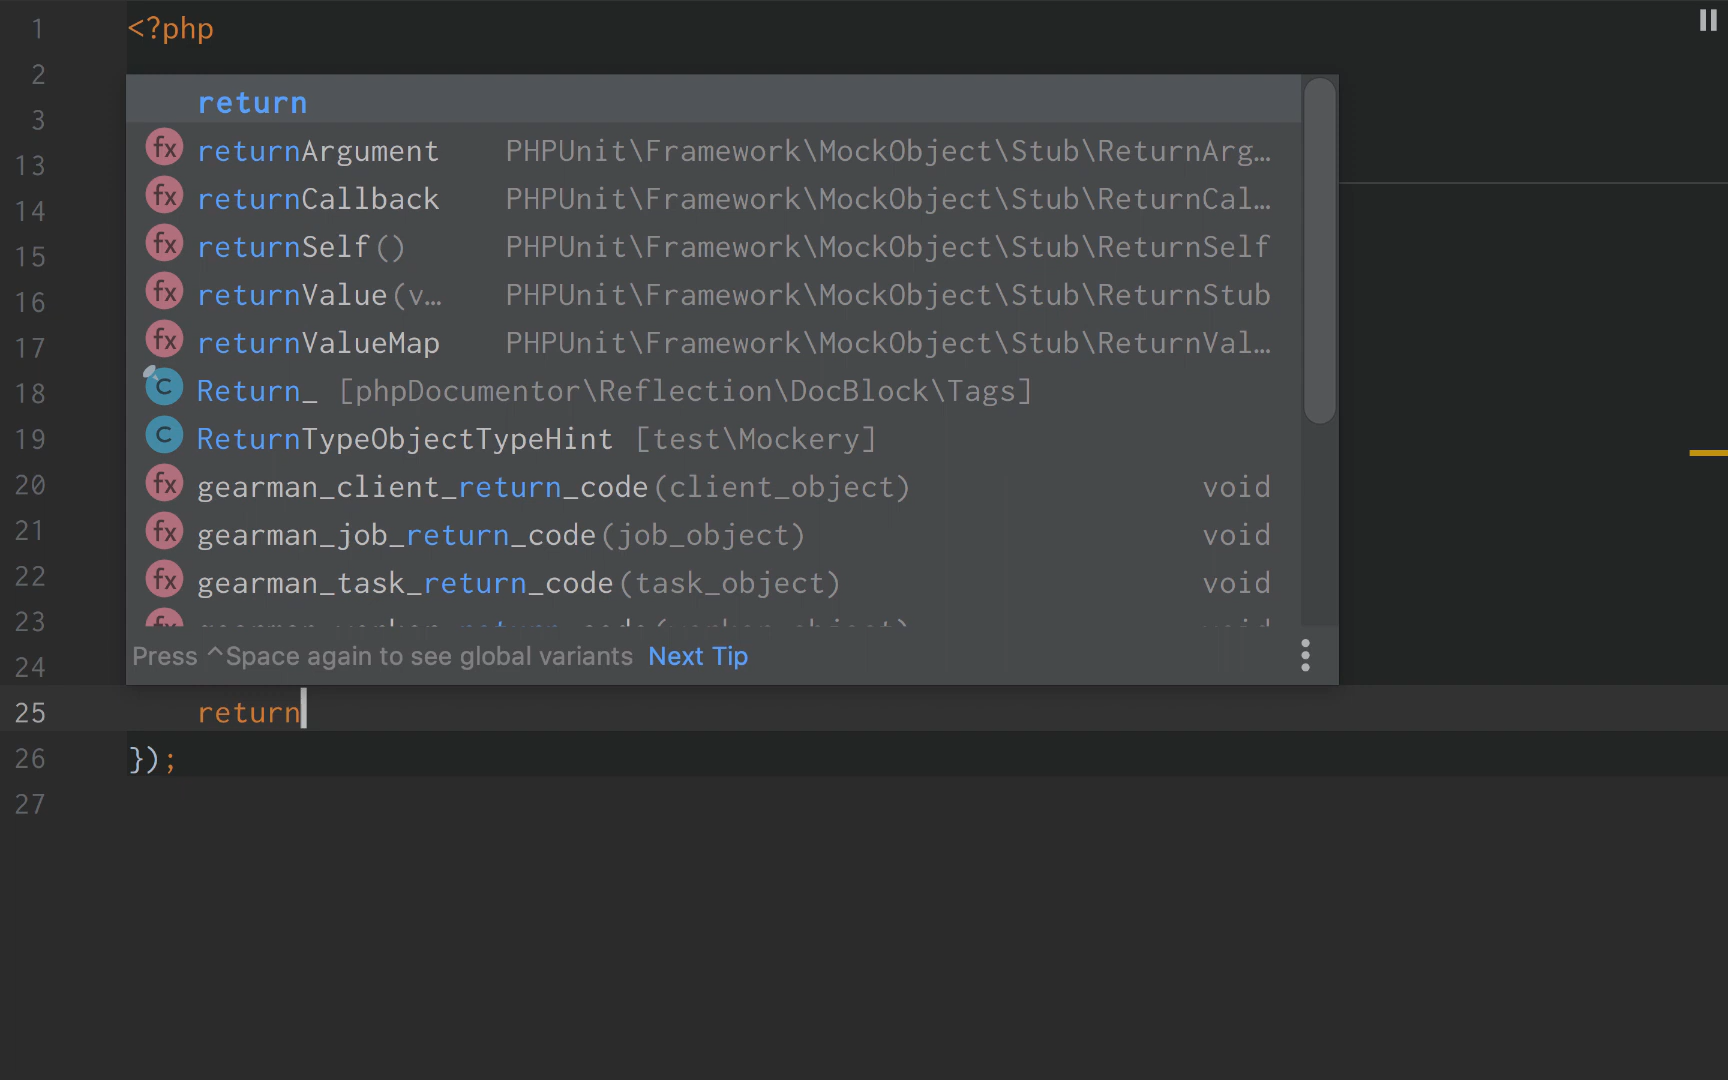 1 <?php
2
3
13
14
15
16
17
18
19
20
21
22
23
24
return
fx returnArgument PHPUnit\Framework\MockObject\Stub\ReturnArg…
fx returnCallback PHPUnit\Framework\MockObject\Stub\ReturnCal…
fx returnSelf() PHPUnit\Framework\MockObject\Stub\ReturnSelf
fx returnValue(v… PHPUnit\Framework\MockObject\Stub\ReturnStub
fx returnValueMap PHPUnit\Framework\MockObject\Stub\ReturnVal…
C Return_ [phpDocumentor\Reflection\DocBlock\Tags]
C ReturnTypeObjectTypeHint [test\Mockery]
fx gearman_client_return_code(client_object) void
fx gearman_job_return_code(job_object) void
fx gearman_task_return_code(task_object) void
fx gearman_worker_return_code(worker_object) void
Press ^Space again to see global variants Next Tip
25 return
26 });
27